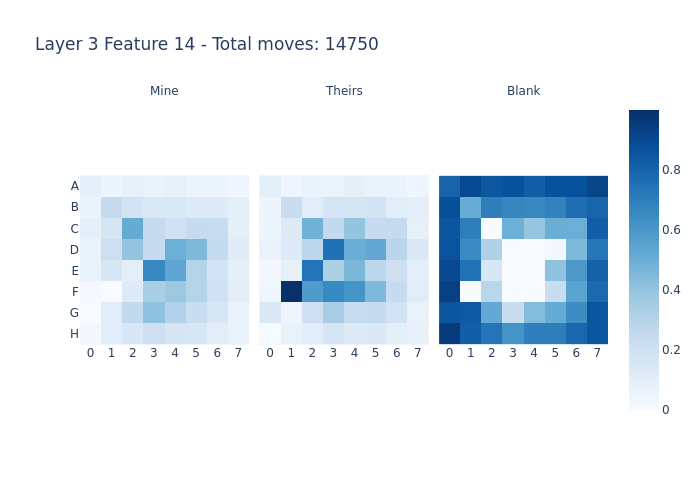 Layer 3 Feature 14 - Total moves: 14750
Mine
Theirs
Blank
A
B
C
D
E
F
G
H
0 1 2 3 4 5 6 7
0 1 2 3 4 5 6 7
0 1 2 3 4 5 6 7
0.8
0.6
0.4
0.2
0